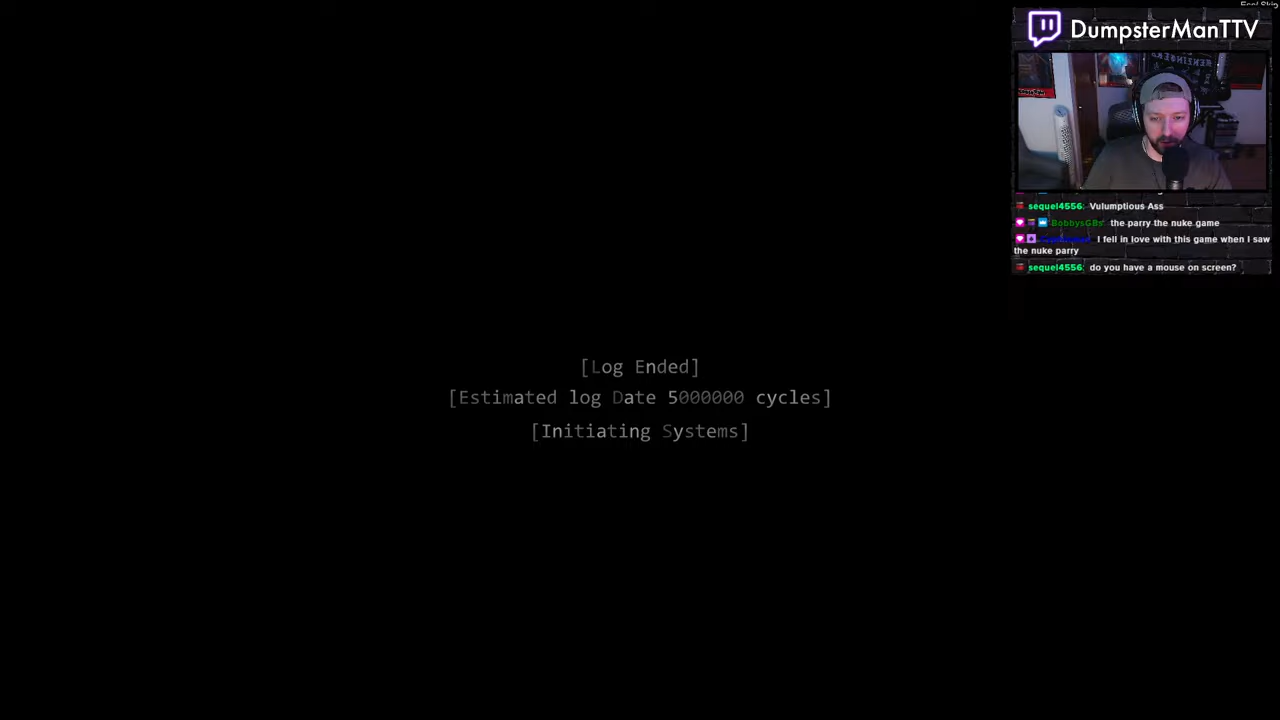 DumpsterManTTV
sequel4556: Vulumptious Ass
BobbysGBs: the parry the nuke game
I fell in love with this game when I saw
the nuke parry
sequel4556: do you have a mouse on screen?
[Log Ended]
[Estimated log Date 5000000 cycles]
[Initiating Systems]